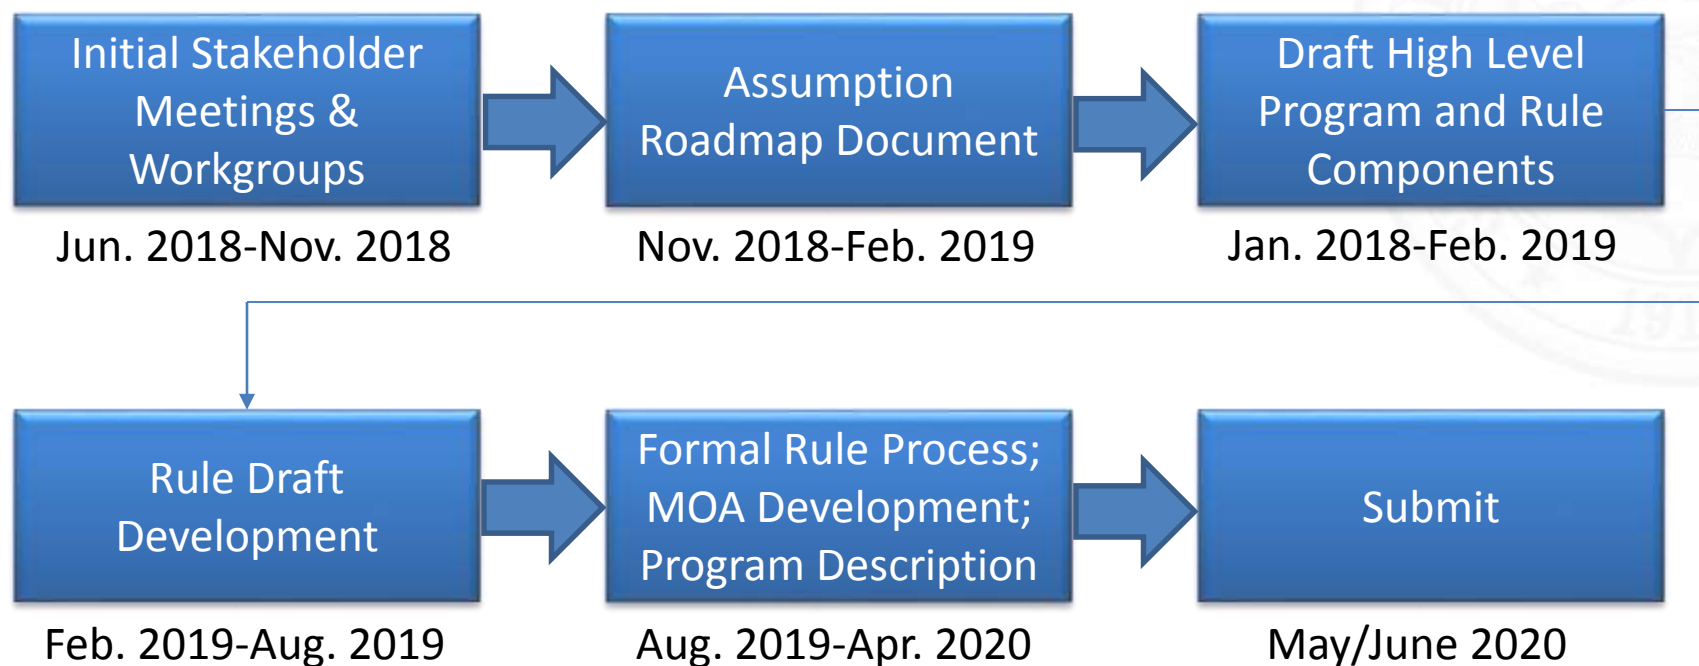 Initial Stakeholder
Meetings &
Workgroups
Jun. 2018-Nov. 2018
Assumption
Roadmap Document
Nov. 2018-Feb. 2019
Draft High Level
Program and Rule
Components
Jan. 2018-Feb. 2019
Rule Draft
Development
Feb. 2019-Aug. 2019
Formal Rule Process;
MOA Development;
Program Description
Aug. 2019-Apr. 2020
Submit
May/June 2020